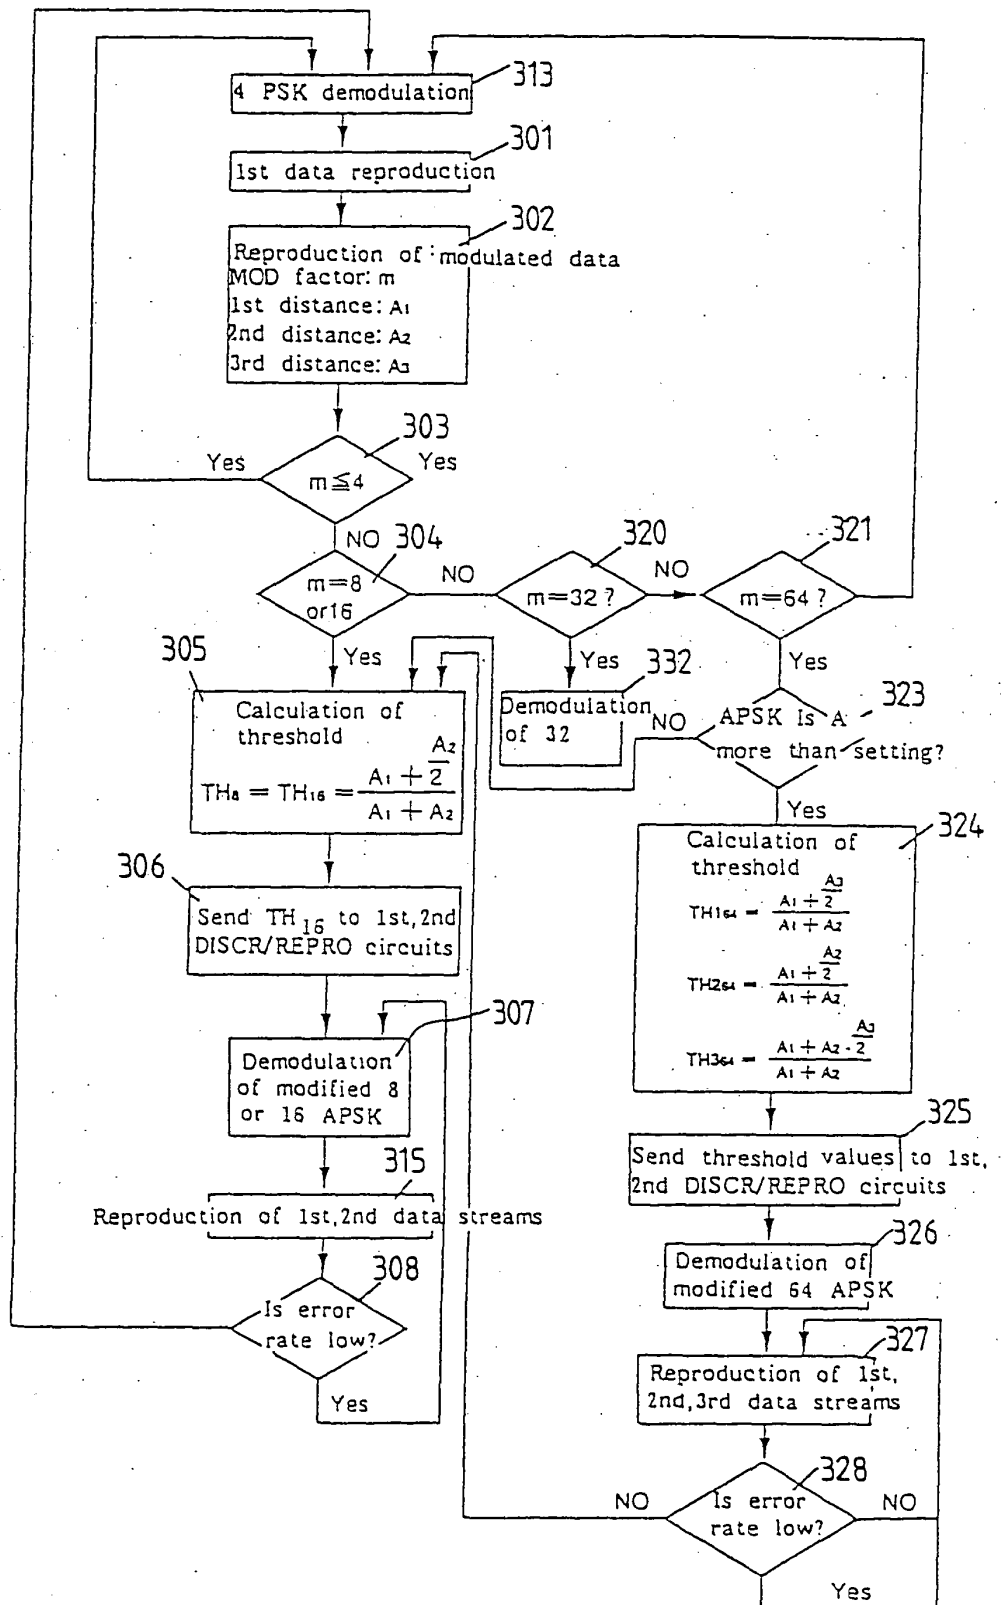 4 PSK demodulation
313
301
1st data reproduction
302
Reproduction of modulated data
MOD factor: m
1st distance: A1
2nd distance: A2
3rd distance: A3
303
Yes
Yes
m≦4
NO
304
m=8
or16
NO
320
m=32?
NO
321
m=64?
Yes
Yes
Yes
305
Calculation of
threshold
TH8 = TH16 = (A1 + A2/2) / (A1 + A2)
332
Demodulation
of 32
NO
323
APSK Is A
more than setting?
Yes
324
Calculation of
threshold
TH164 = (A1 + A3/2) / (A1 + A2)
TH264 = (A1 + A2/2) / (A1 + A2)
TH364 = (A1 + A2 - A3/2) / (A1 + A2)
306
Send TH16 to 1st,2nd
DISCR/REPRO circuits
307
Demodulation
of modified 8
or 16 APSK
315
Reproduction of 1st,2nd data streams
308
Is error
rate low?
Yes
325
Send threshold values to 1st,
2nd DISCR/REPRO circuits
326
Demodulation of
modified 64 APSK
327
Reproduction of 1st,
2nd,3rd data streams
328
NO
Is error
rate low?
NO
Yes